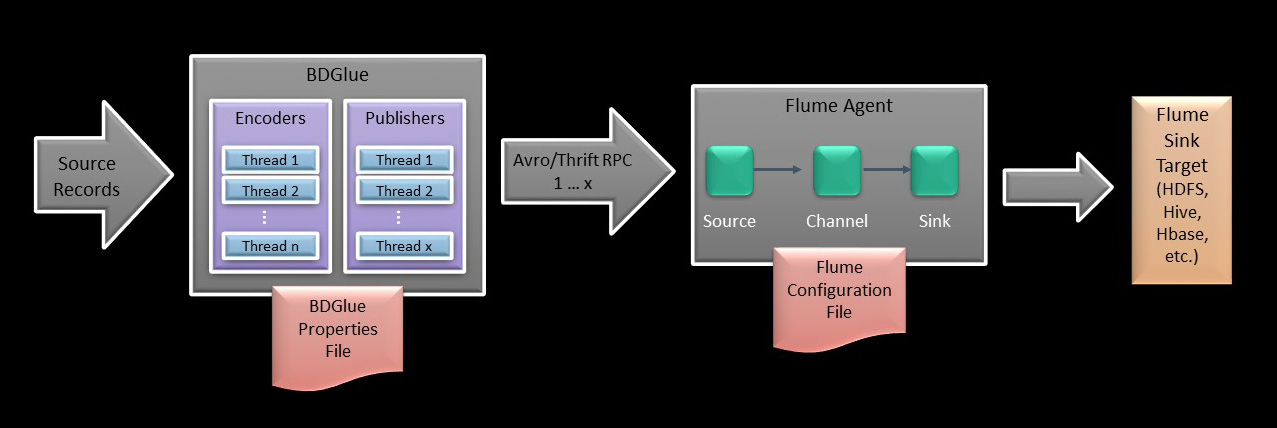 Source
Records
BDGlue
Encoders
Thread 1
Thread 2
Thread n
Publishers
Thread 1
Thread 2
Thread x
BDGlue
Properties
File
Avro/Thrift RPC
1 ... x
Flume Agent
Source
Channel
Sink
Flume
Configuration
File
Flume
Sink
Target
(HDFS,
Hive,
Hbase,
etc.)